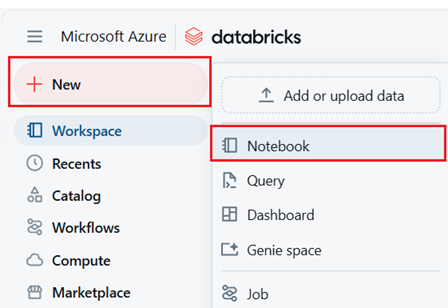 Microsoft Azure databricks
New
Workspace
Recents
Catalog
Workflows
Compute
Marketplace
Add or upload data
Notebook
Query
Dashboard
Genie space
Job